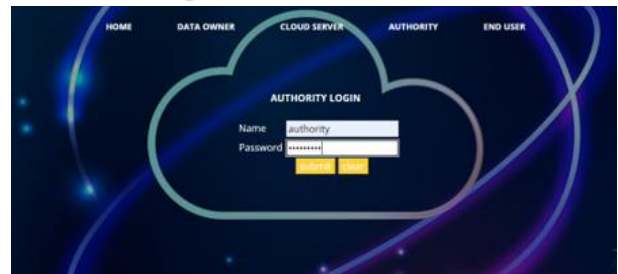 HOME DATA OWNER CLOUD SERVER AUTHORITY END USER
AUTHORITY LOGIN
Name authority
Password •••••••••
submit clear